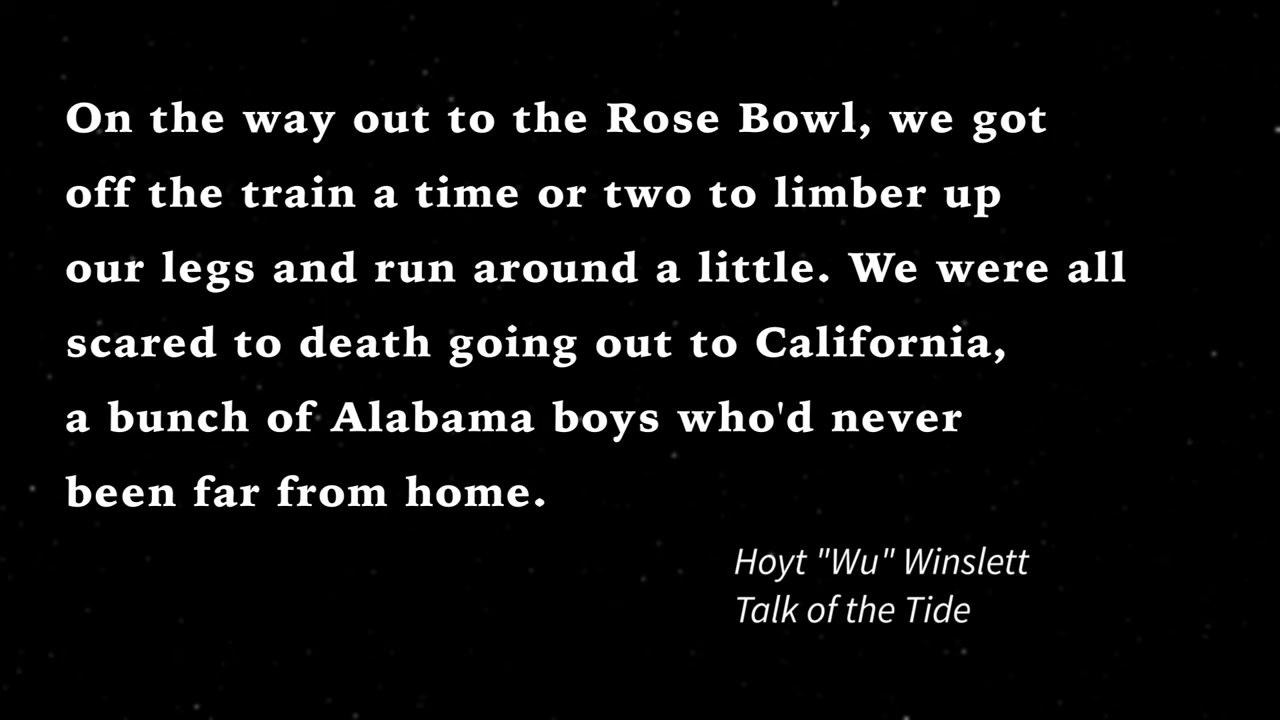 On the way out to the Rose Bowl, we got
off the train a time or two to limber up
our legs and run around a little. We were all
scared to death going out to California,
a bunch of Alabama boys who'd never
been far from home.
Hoyt "Wu" Winslett
Talk of the Tide